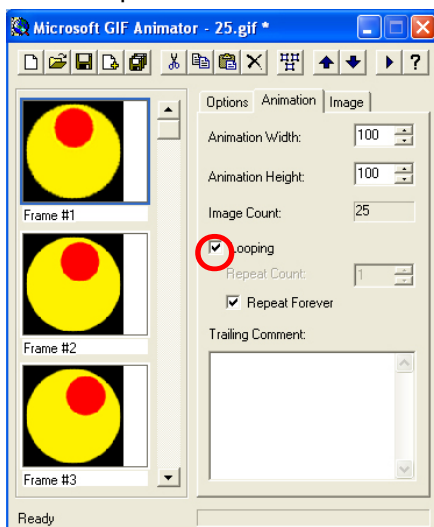 Microsoft GIF Animator - 25.gif *
Options Animation Image
Animation Width: 100
Animation Height: 100
Image Count: 25
Looping
Repeat Count: 1
Repeat Forever
Trailing Comment:
Frame #1
Frame #2
Frame #3
Ready